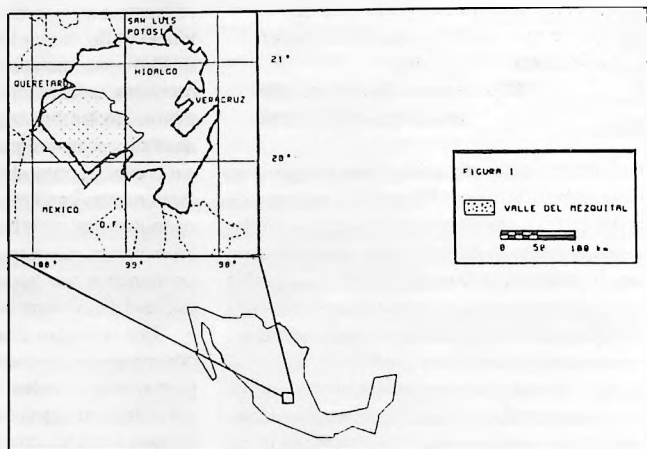 SAN LUIS
POTOSI
21°
HIDALGO
QUERETARO
VERACRUZ
20°
MEXICO
D.F.
100° 99° 98°
FIGURA 1
VALLE DEL MEZQUITAL
0 50 100 km